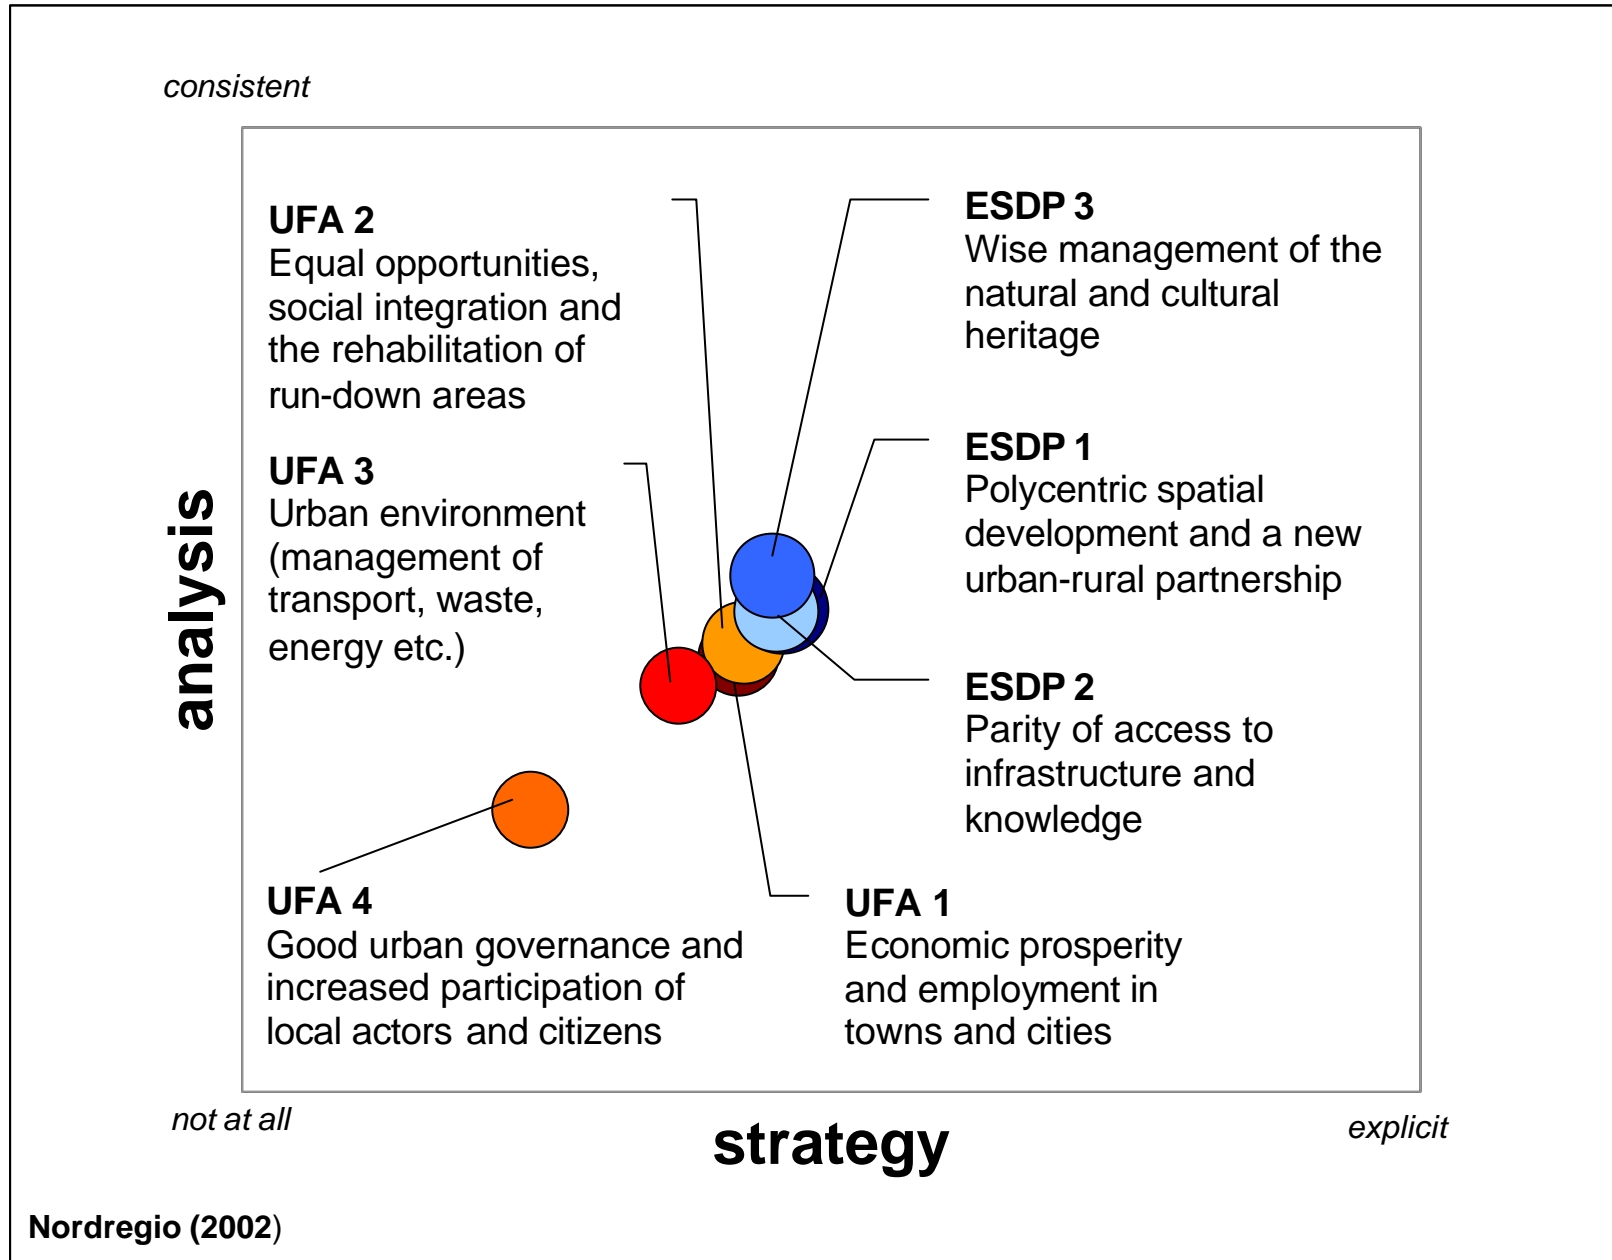 consistent
UFA 2
Equal opportunities,
social integration and
the rehabilitation of
run-down areas
UFA 3
Urban environment
(management of
transport, waste,
energy etc.)
ESDP 3
Wise management of the
natural and cultural
heritage
ESDP 1
Polycentric spatial
development and a new
urban-rural partnership
ESDP 2
Parity of access to
infrastructure and
knowledge
analysis
UFA 4
Good urban governance and
increased participation of
local actors and citizens
UFA 1
Economic prosperity
and employment in
towns and cities
not at all
strategy
explicit
Nordregio (2002)